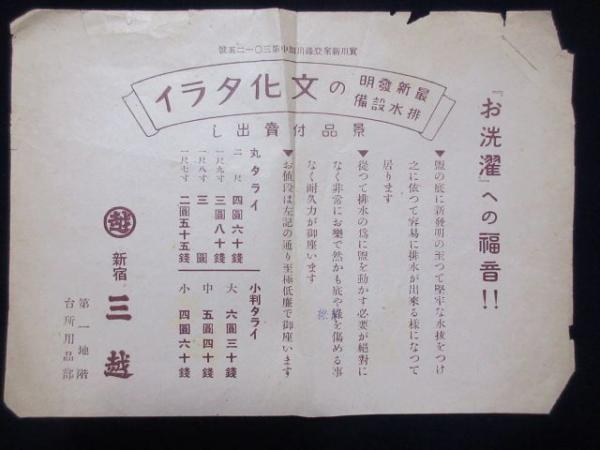 實用新案登錄出願中第三〇一二五號
最新發明
排水設備
の文化タライ
景品付賣出し
『お洗濯』への福音!!
▼盥の底に新發明の至つて堅牢な水拔をつけ
之に依つて容易に排水が出來る樣になつて
居ります
▼從つて排水の爲に盥を動かす必要が絕對に
なく非常にお樂で然かも底や緣を傷める事
なく耐久力が御座います
▼お値段は左記の通り至極低廉で御座います
丸タライ
二尺 四圓六十錢
一尺九寸 三圓八十錢
一尺八寸 三圓
一尺七寸 二圓五十五錢
小判タライ
大 六圓三十錢
中 五圓四十錢
小 四圓六十錢
越
新宿 三越
第一地階
台所用品部